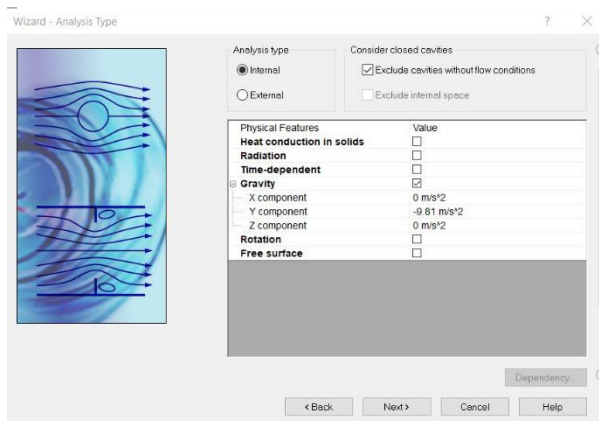 Wizard - Analysis Type
Analysis type
Internal
External
Consider closed cavities
Exclude cavities without flow conditions
Exclude internal space
Physical Features Value
Heat conduction in solids
Radiation
Time-dependent
Gravity
X component 0 m/s^2
Y component -9.81 m/s^2
Z component 0 m/s^2
Rotation
Free surface
Dependency...
< Back Next > Cancel Help